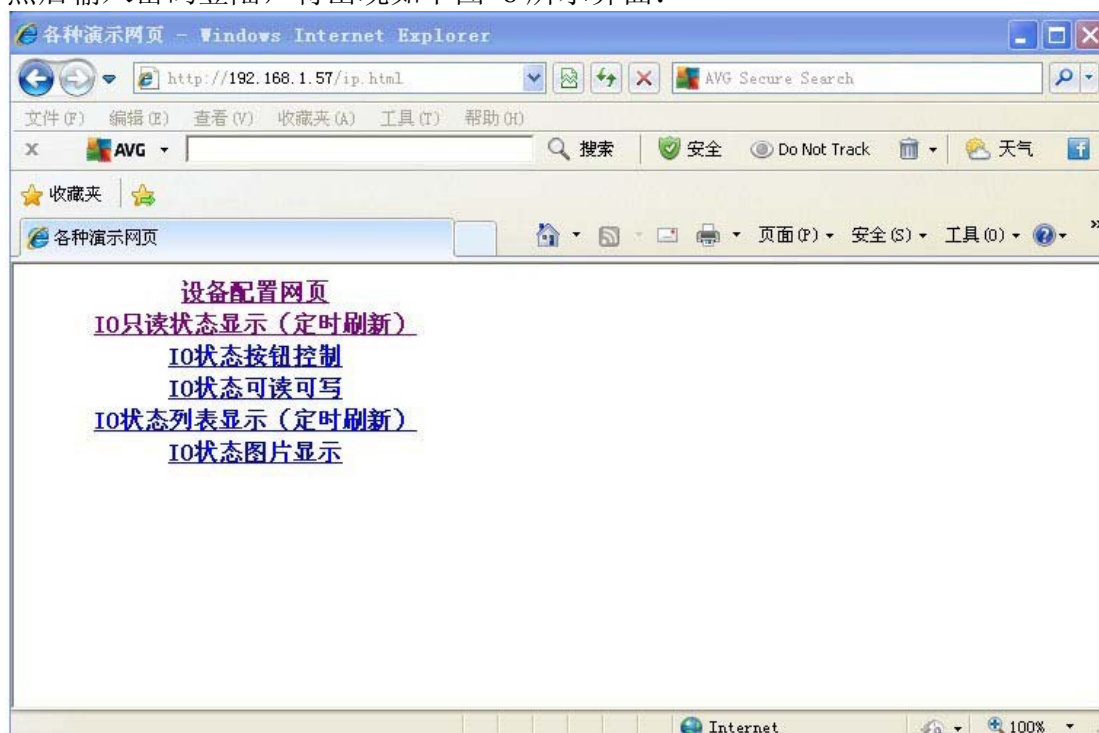 然后输入密码登陆，将出现如下图 所示界面：
各种演示网页 - Windows Internet Explorer
http://192.168.1.57/ip.html AVG Secure Search
文件(F) 编辑(E) 查看(V) 收藏夹(A) 工具(T) 帮助(H)
x AVG 搜索 安全 Do Not Track 天气 f
收藏夹
各种演示网页 页面(P) 安全(S) 工具(O) »
设备配置网页
IO只读状态显示（定时刷新）
IO状态按钮控制
IO状态可读可写
IO状态列表显示（定时刷新）
IO状态图片显示
Internet 100%